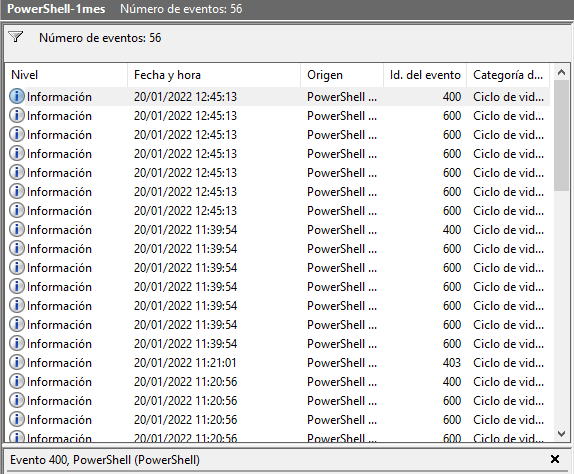 PowerShell-1mes Número de eventos: 56
Número de eventos: 56
Nivel Fecha y hora Origen Id. del evento Categoría d...
Información 20/01/2022 12:45:13 PowerShell ... 400 Ciclo de vid...
Información 20/01/2022 12:45:13 PowerShell ... 600 Ciclo de vid...
Información 20/01/2022 12:45:13 PowerShell ... 600 Ciclo de vid...
Información 20/01/2022 12:45:13 PowerShell ... 600 Ciclo de vid...
Información 20/01/2022 12:45:13 PowerShell ... 600 Ciclo de vid...
Información 20/01/2022 12:45:13 PowerShell ... 600 Ciclo de vid...
Información 20/01/2022 12:45:13 PowerShell ... 600 Ciclo de vid...
Información 20/01/2022 11:39:54 PowerShell ... 400 Ciclo de vid...
Información 20/01/2022 11:39:54 PowerShell ... 600 Ciclo de vid...
Información 20/01/2022 11:39:54 PowerShell ... 600 Ciclo de vid...
Información 20/01/2022 11:39:54 PowerShell ... 600 Ciclo de vid...
Información 20/01/2022 11:39:54 PowerShell ... 600 Ciclo de vid...
Información 20/01/2022 11:39:54 PowerShell ... 600 Ciclo de vid...
Información 20/01/2022 11:39:54 PowerShell ... 600 Ciclo de vid...
Información 20/01/2022 11:21:01 PowerShell ... 403 Ciclo de vid...
Información 20/01/2022 11:20:56 PowerShell ... 400 Ciclo de vid...
Información 20/01/2022 11:20:56 PowerShell ... 600 Ciclo de vid...
Información 20/01/2022 11:20:56 PowerShell ... 600 Ciclo de vid...
Información 20/01/2022 11:20:56 PowerShell ... 600 Ciclo de vid...
Evento 400, PowerShell (PowerShell)